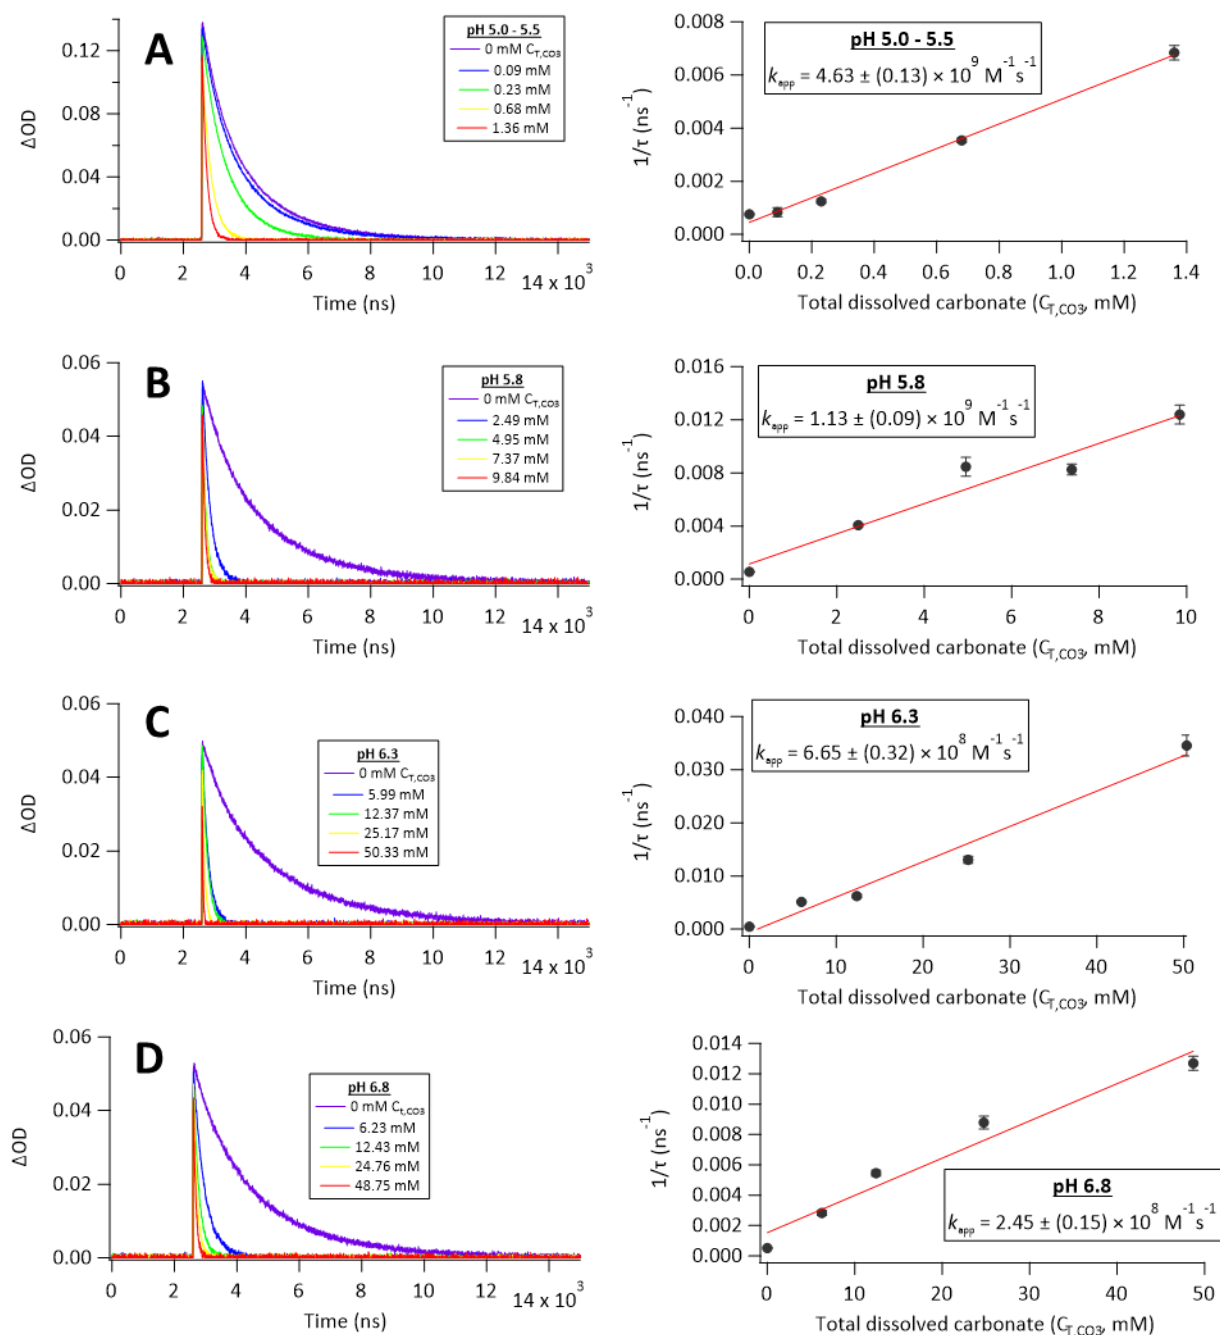 A
ΔOD
0.12
0.08
0.04
0.00
pH 5.0 - 5.5
0 mM C_T,CO3
0.09 mM
0.23 mM
0.68 mM
1.36 mM
0 2 4 6 8 10 12 14 x 10³
Time (ns)
1/τ (ns⁻¹)
0.008
0.006
0.004
0.002
0.000
pH 5.0 - 5.5
k_app = 4.63 ± (0.13) × 10⁹ M⁻¹ s⁻¹
0.0 0.2 0.4 0.6 0.8 1.0 1.2 1.4
Total dissolved carbonate (C_T,CO3, mM)
B
ΔOD
0.06
0.04
0.02
0.00
pH 5.8
0 mM C_T,CO3
2.49 mM
4.95 mM
7.37 mM
9.84 mM
0 2 4 6 8 10 12 14 x 10³
Time (ns)
1/τ (ns⁻¹)
0.016
0.012
0.008
0.004
0.000
pH 5.8
k_app = 1.13 ± (0.09) × 10⁹ M⁻¹ s⁻¹
0 2 4 6 8 10
Total dissolved carbonate (C_T,CO3, mM)
C
ΔOD
0.06
0.04
0.02
0.00
pH 6.3
0 mM C_T,CO3
5.99 mM
12.37 mM
25.17 mM
50.33 mM
0 2 4 6 8 10 12 14 x 10³
Time (ns)
1/τ (ns⁻¹)
0.040
0.030
0.020
0.010
0.000
pH 6.3
k_app = 6.65 ± (0.32) × 10⁸ M⁻¹ s⁻¹
0 10 20 30 40 50
Total dissolved carbonate (C_T,CO3, mM)
D
ΔOD
0.06
0.04
0.02
0.00
pH 6.8
0 mM C_t,CO3
6.23 mM
12.43 mM
24.76 mM
48.75 mM
0 2 4 6 8 10 12 14 x 10³
Time (ns)
1/τ (ns⁻¹)
0.014
0.012
0.010
0.008
0.006
0.004
0.002
0.000
pH 6.8
k_app = 2.45 ± (0.15) × 10⁸ M⁻¹ s⁻¹
0 10 20 30 40 50
Total dissolved carbonate (C_T,CO3, mM)